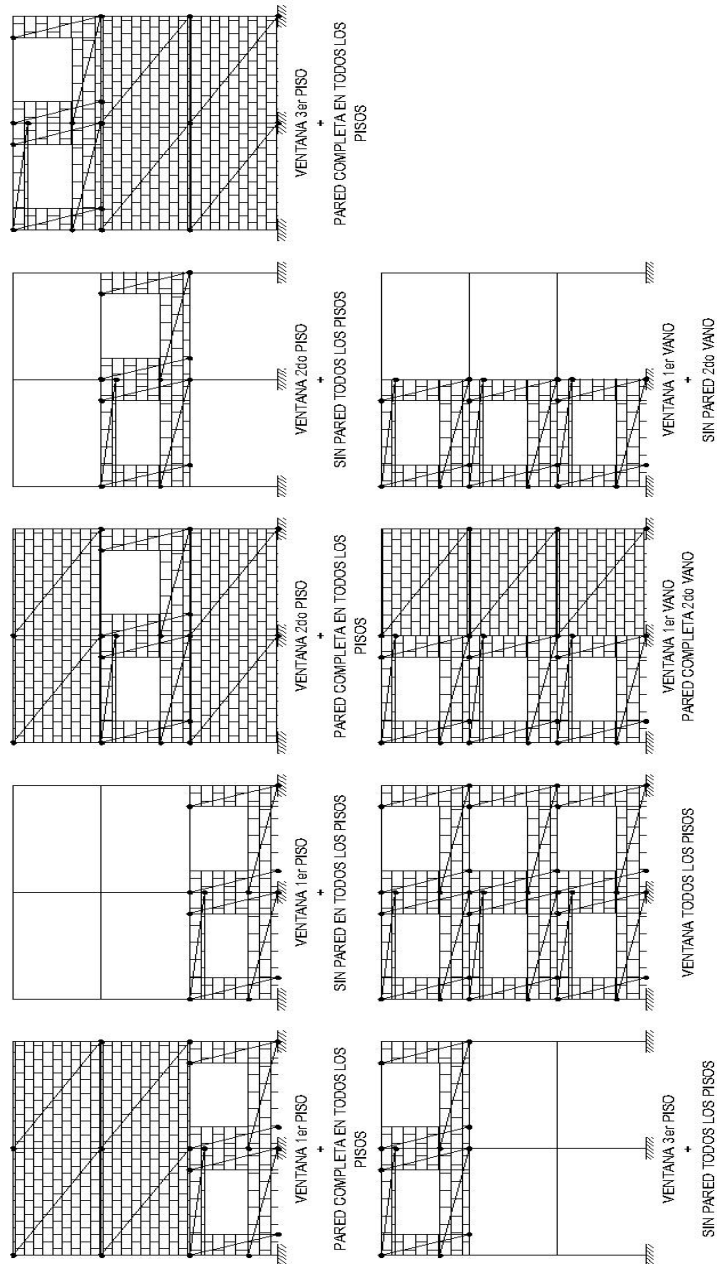 VENTANA 1er PISO
+
PARED COMPLETA EN TODOS LOS
PISOS
VENTANA 1er PISO
+
SIN PARED EN TODOS LOS PISOS
VENTANA 2do PISO
+
PARED COMPLETA EN TODOS LOS
PISOS
VENTANA 2do PISO
+
SIN PARED TODOS LOS PISOS
VENTANA 3er PISO
+
PARED COMPLETA EN TODOS LOS
PISOS
VENTANA 3er PISO
+
SIN PARED TODOS LOS PISOS
VENTANA TODOS LOS PISOS
VENTANA 1er VANO
PARED COMPLETA 2do VANO
VENTANA 1er VANO
+
SIN PARED 2do VANO